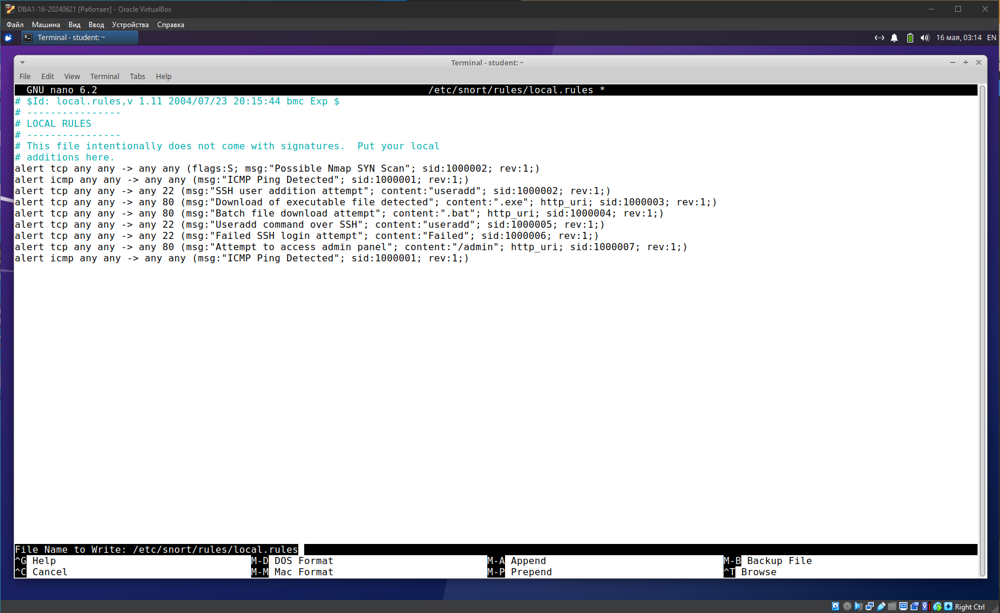 DBA1-16-20240621 [Работает] - Oracle VirtualBox
Файл Машина Вид Ввод Устройства Справка
Terminal - student: ~ 16 мая, 03:14 EN
Terminal - student: ~
File Edit View Terminal Tabs Help
GNU nano 6.2 /etc/snort/rules/local.rules *
# $Id: local.rules,v 1.11 2004/07/23 20:15:44 bmc Exp $
# ----------------
# LOCAL RULES
# ----------------
# This file intentionally does not come with signatures.  Put your local
# additions here.
alert tcp any any -> any any (flags:S; msg:"Possible Nmap SYN Scan"; sid:1000002; rev:1;)
alert icmp any any -> any any (msg:"ICMP Ping Detected"; sid:1000001; rev:1;)
alert tcp any any -> any 22 (msg:"SSH user addition attempt"; content:"useradd"; sid:1000002; rev:1;)
alert tcp any any -> any 80 (msg:"Download of executable file detected"; content:".exe"; http_uri; sid:1000003; rev:1;)
alert tcp any any -> any 80 (msg:"Batch file download attempt"; content:".bat"; http_uri; sid:1000004; rev:1;)
alert tcp any any -> any 22 (msg:"Useradd command over SSH"; content:"useradd"; sid:1000005; rev:1;)
alert tcp any any -> any 22 (msg:"Failed SSH login attempt"; content:"Failed"; sid:1000006; rev:1;)
alert tcp any any -> any 80 (msg:"Attempt to access admin panel"; content:"/admin"; http_uri; sid:1000007; rev:1;)
alert icmp any any -> any any (msg:"ICMP Ping Detected"; sid:1000001; rev:1;)
File Name to Write: /etc/snort/rules/local.rules
^G Help M-D DOS Format M-A Append M-B Backup File
^C Cancel M-M Mac Format M-P Prepend ^T Browse
Right Ctrl